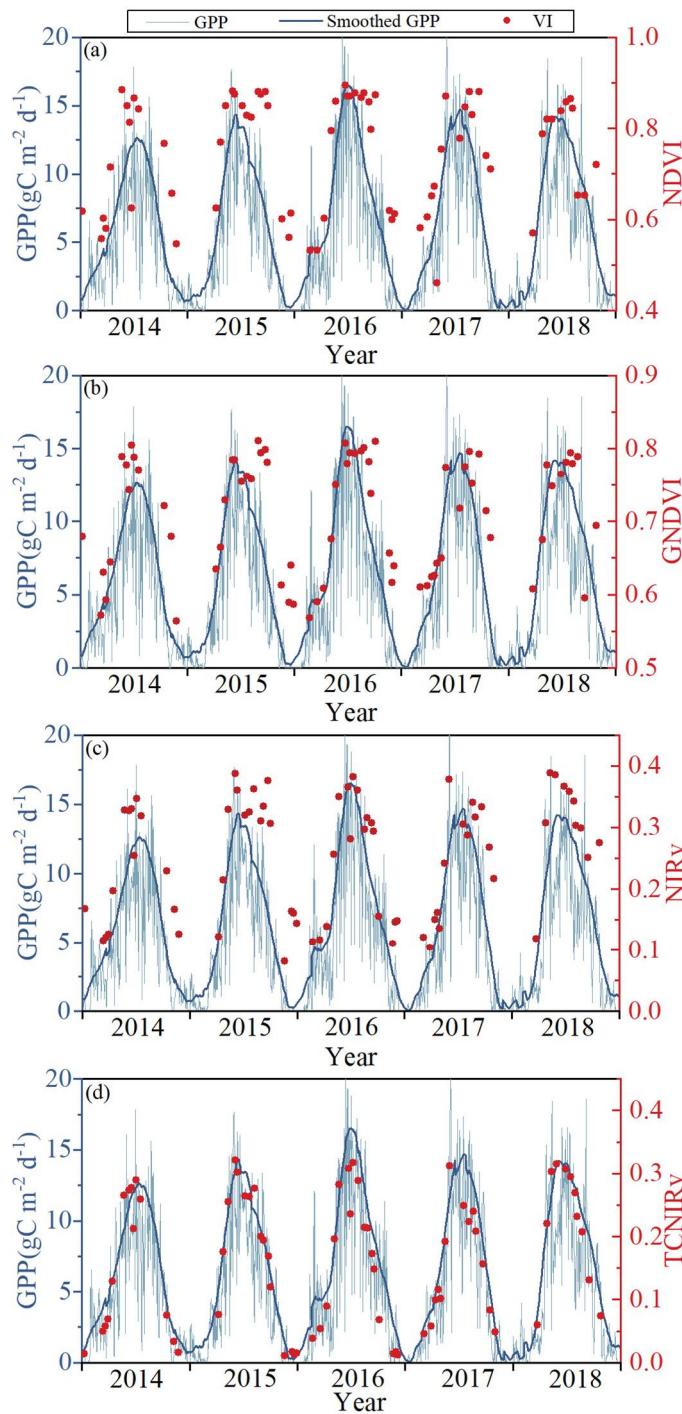 GPP Smoothed GPP VI
(a)
20
15
10
5
0
GPP(gC m⁻² d⁻¹)
1.0
0.8
0.6
0.4
NDVI
2014 2015 2016 2017 2018
Year
(b)
20
15
10
5
0
GPP(gC m⁻² d⁻¹)
0.9
0.8
0.7
0.6
0.5
GNDVI
2014 2015 2016 2017 2018
Year
(c)
20
15
10
5
0
GPP(gC m⁻² d⁻¹)
0.4
0.3
0.2
0.1
0.0
NIRv
2014 2015 2016 2017 2018
Year
(d)
20
15
10
5
0
GPP(gC m⁻² d⁻¹)
0.4
0.3
0.2
0.1
0.0
TCNIRv
2014 2015 2016 2017 2018
Year